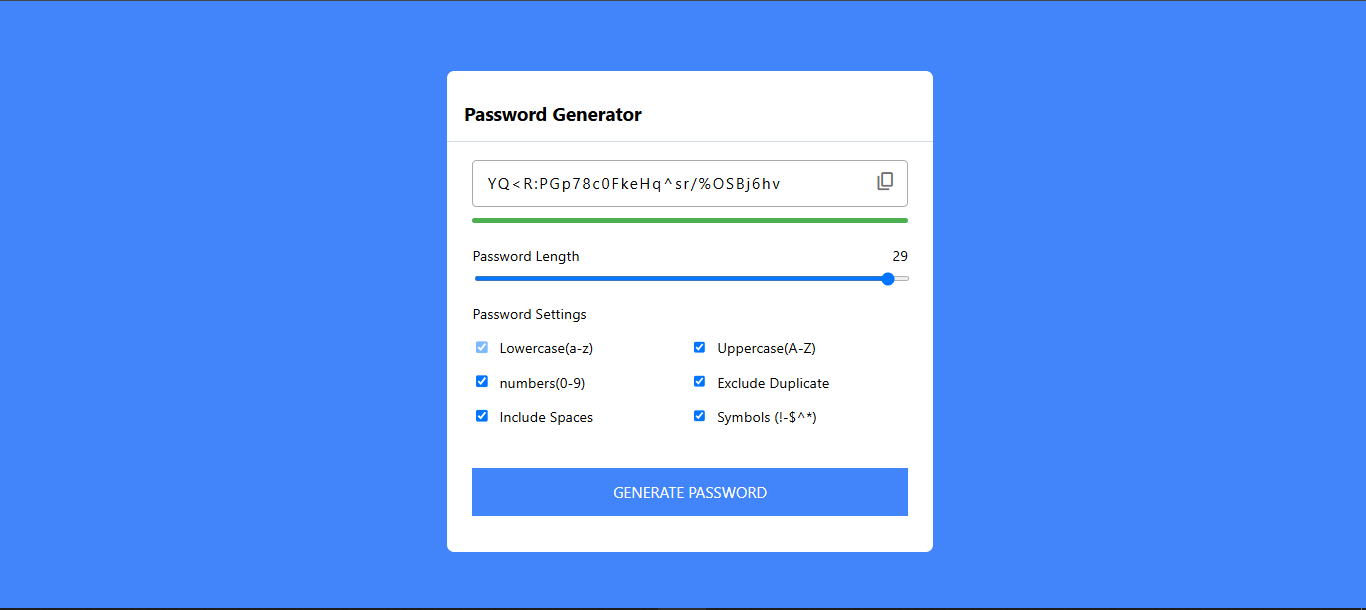 Password Generator
YQ<R:PGp78c0FkeHq^sr/%OSBj6hv
Password Length 29
Password Settings
Lowercase(a-z) Uppercase(A-Z)
numbers(0-9) Exclude Duplicate
Include Spaces Symbols (!-$^*)
GENERATE PASSWORD